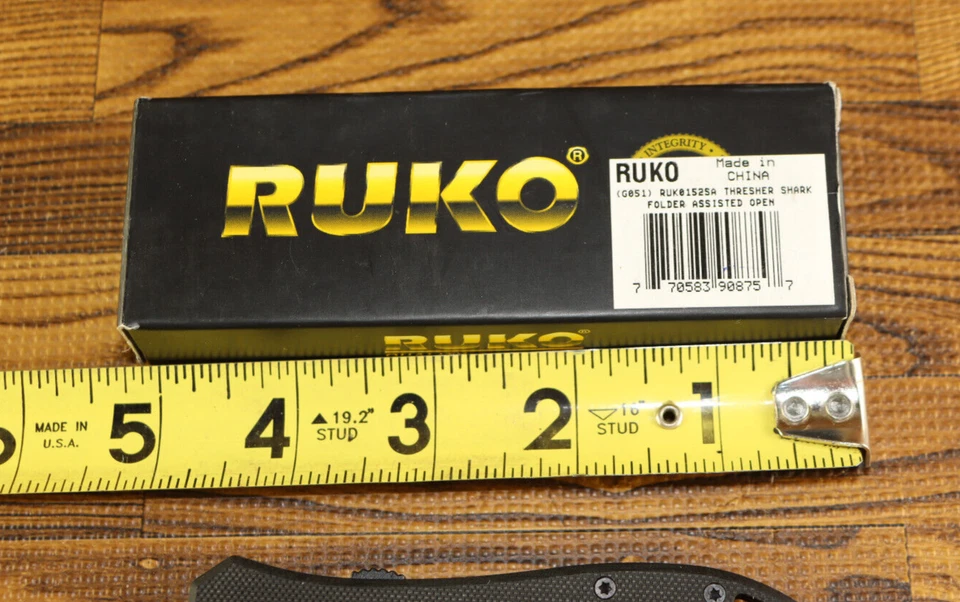 RUKO®
INTEGRITY •
RUKO
Made in
CHINA
(G051) RUK0152SA THRESHER SHARK
FOLDER ASSISTED OPEN
7 70583 90875 7
RUKO®
MADE IN
U.S.A.
5
4
▲ 19.2"
STUD
3
2
16"
STUD
1